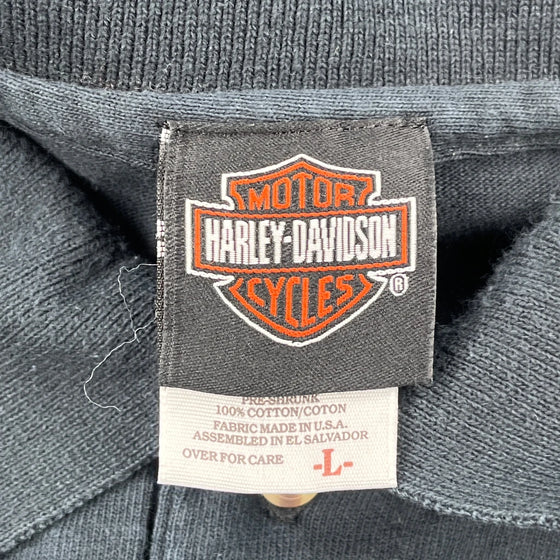 MOTOR
HARLEY-DAVIDSON
CYCLES ®
PRE-SHRUNK
100% COTTON/COTON
FABRIC MADE IN U.S.A.
ASSEMBLED IN EL SALVADOR
OVER FOR CARE -L-